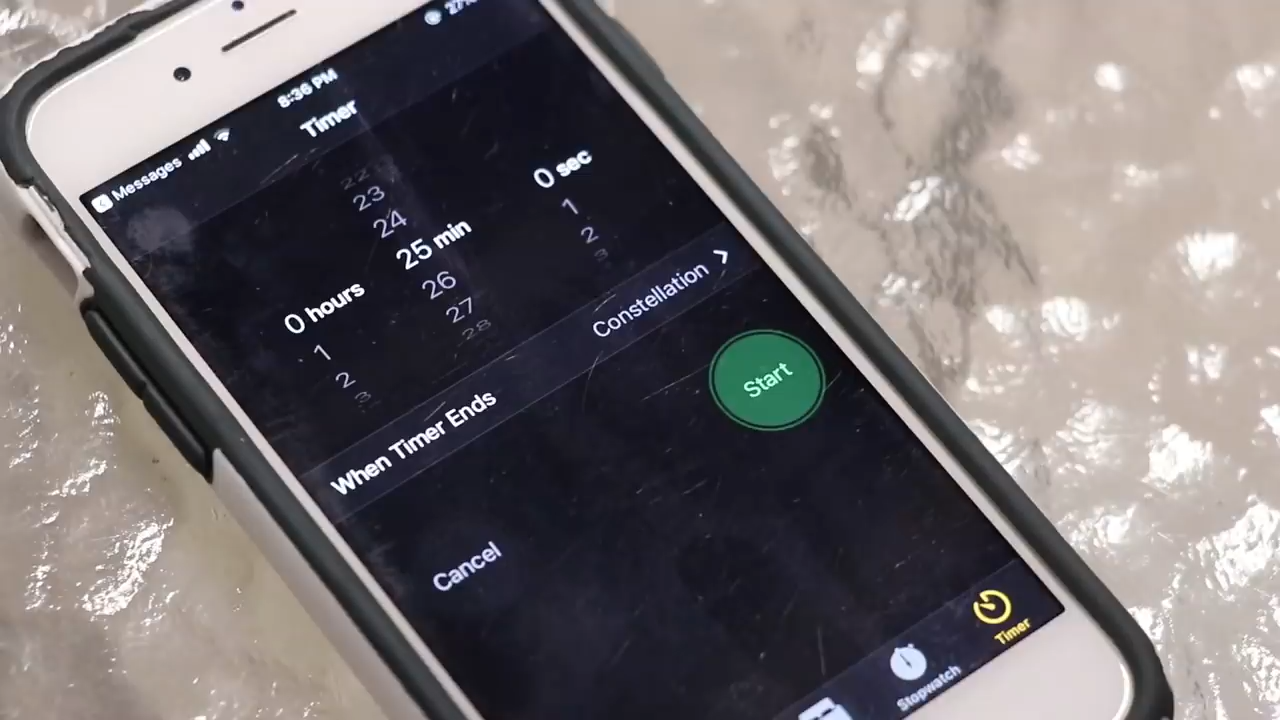 Messages 8:36 PM 27%
Timer
22
23
24
0 hours 25 min 0 sec
1 26 1
2 27 2
3 28 3
When Timer Ends Constellation
Cancel Start
Stopwatch Timer